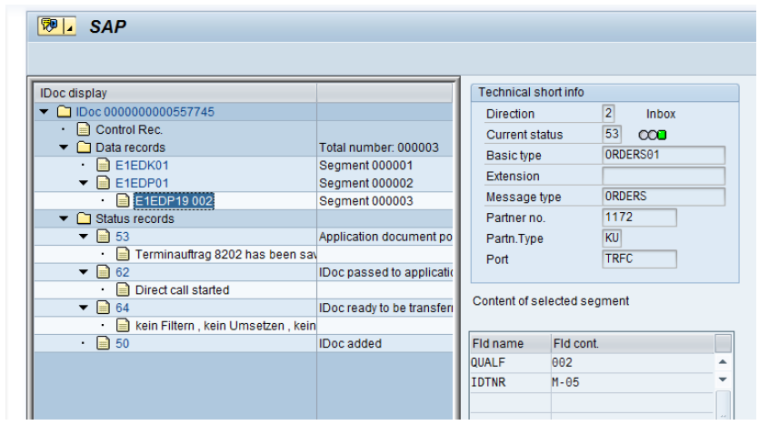 SAP
IDoc display
IDoc 0000000000557745
Control Rec.
Data records Total number: 000003
E1EDK01 Segment 000001
E1EDP01 Segment 000002
E1EDP19 002 Segment 000003
Status records
53 Application document po
Terminauftrag 8202 has been sav
62 IDoc passed to applicatic
Direct call started
64 IDoc ready to be transfern
kein Filtern , kein Umsetzen , kein
50 IDoc added
Technical short info
Direction 2 Inbox
Current status 53
Basic type ORDERS01
Extension
Message type ORDERS
Partner no. 1172
Partn.Type KU
Port TRFC
Content of selected segment
Fld name Fld cont.
QUALF 002
IDTNR M-05